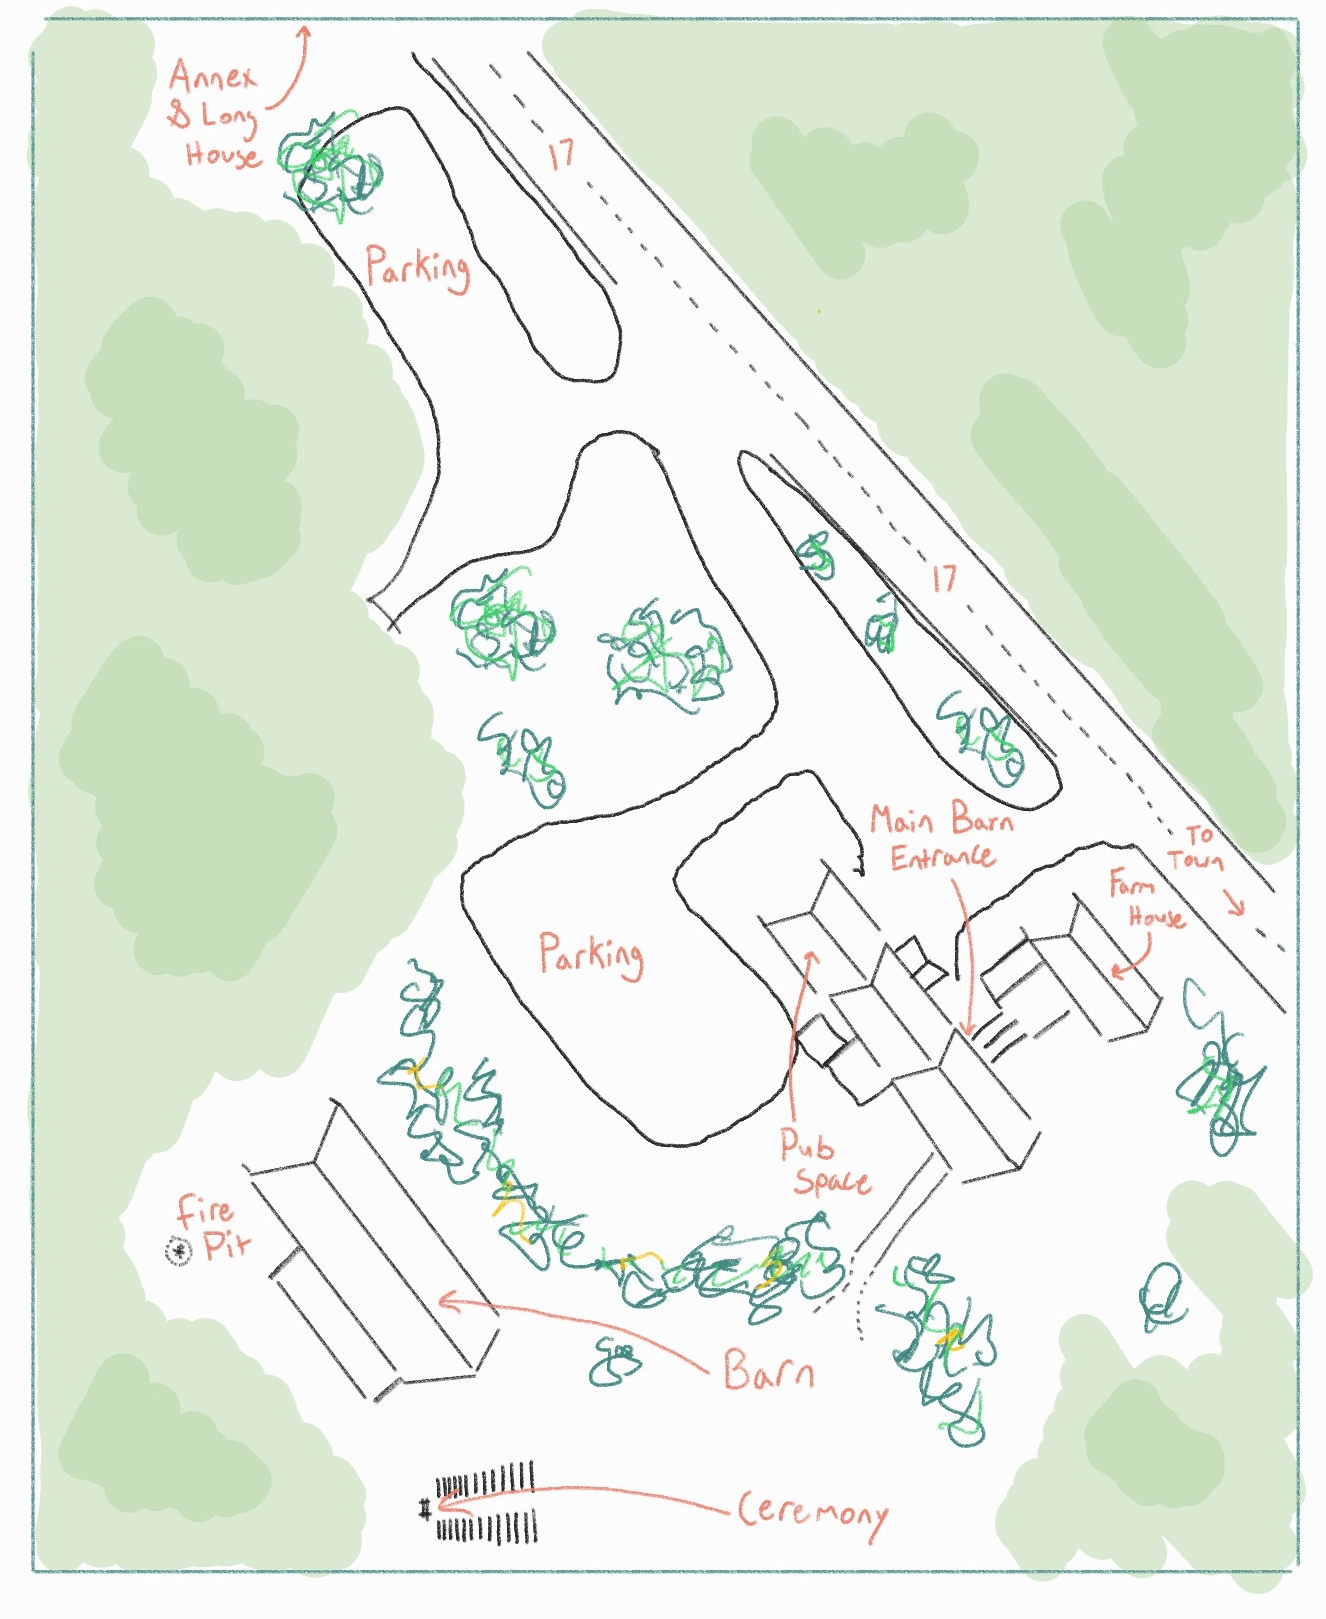 Annex
& Long
House
17
Parking
17
Main Barn
Entrance
To
Town
Farm
House
Parking
Pub
Space
Fire
Pit
Barn
Ceremony